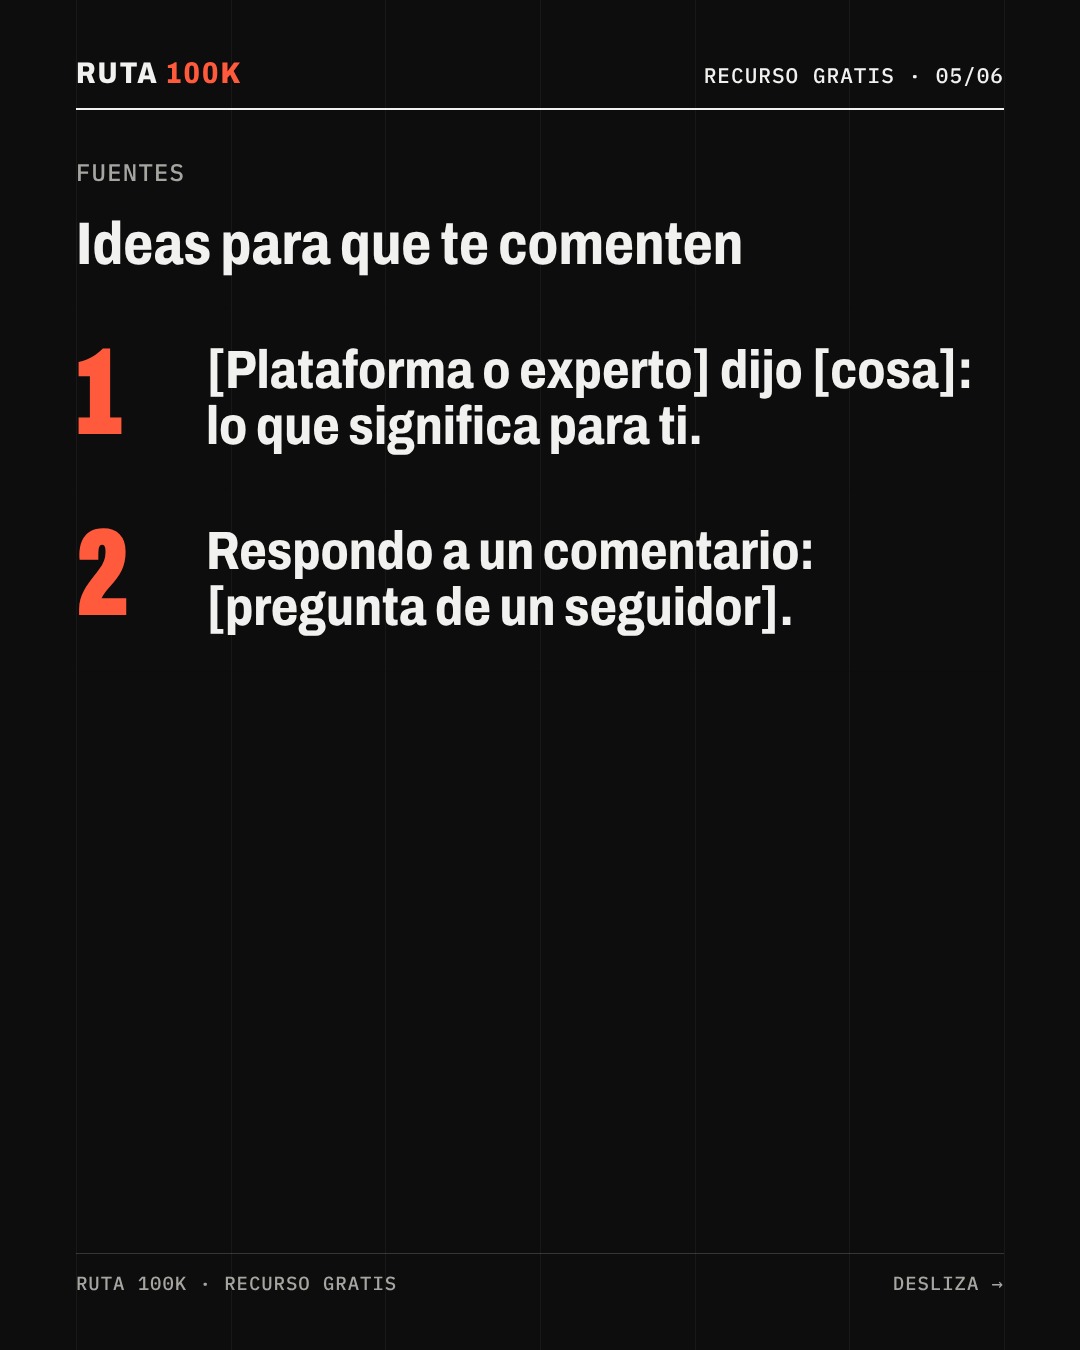 RUTA 100K
RECURSO GRATIS · 05/06
FUENTES
Ideas para que te comenten
1
[Plataforma o experto] dijo [cosa]:
lo que significa para ti.
2
Respondo a un comentario:
[pregunta de un seguidor].
RUTA 100K · RECURSO GRATIS
DESLIZA →